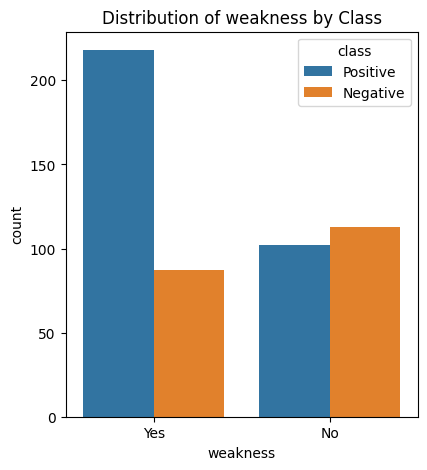 Distribution of weakness by Class
class
Positive
Negative
count
200
150
100
50
0
Yes
No
weakness